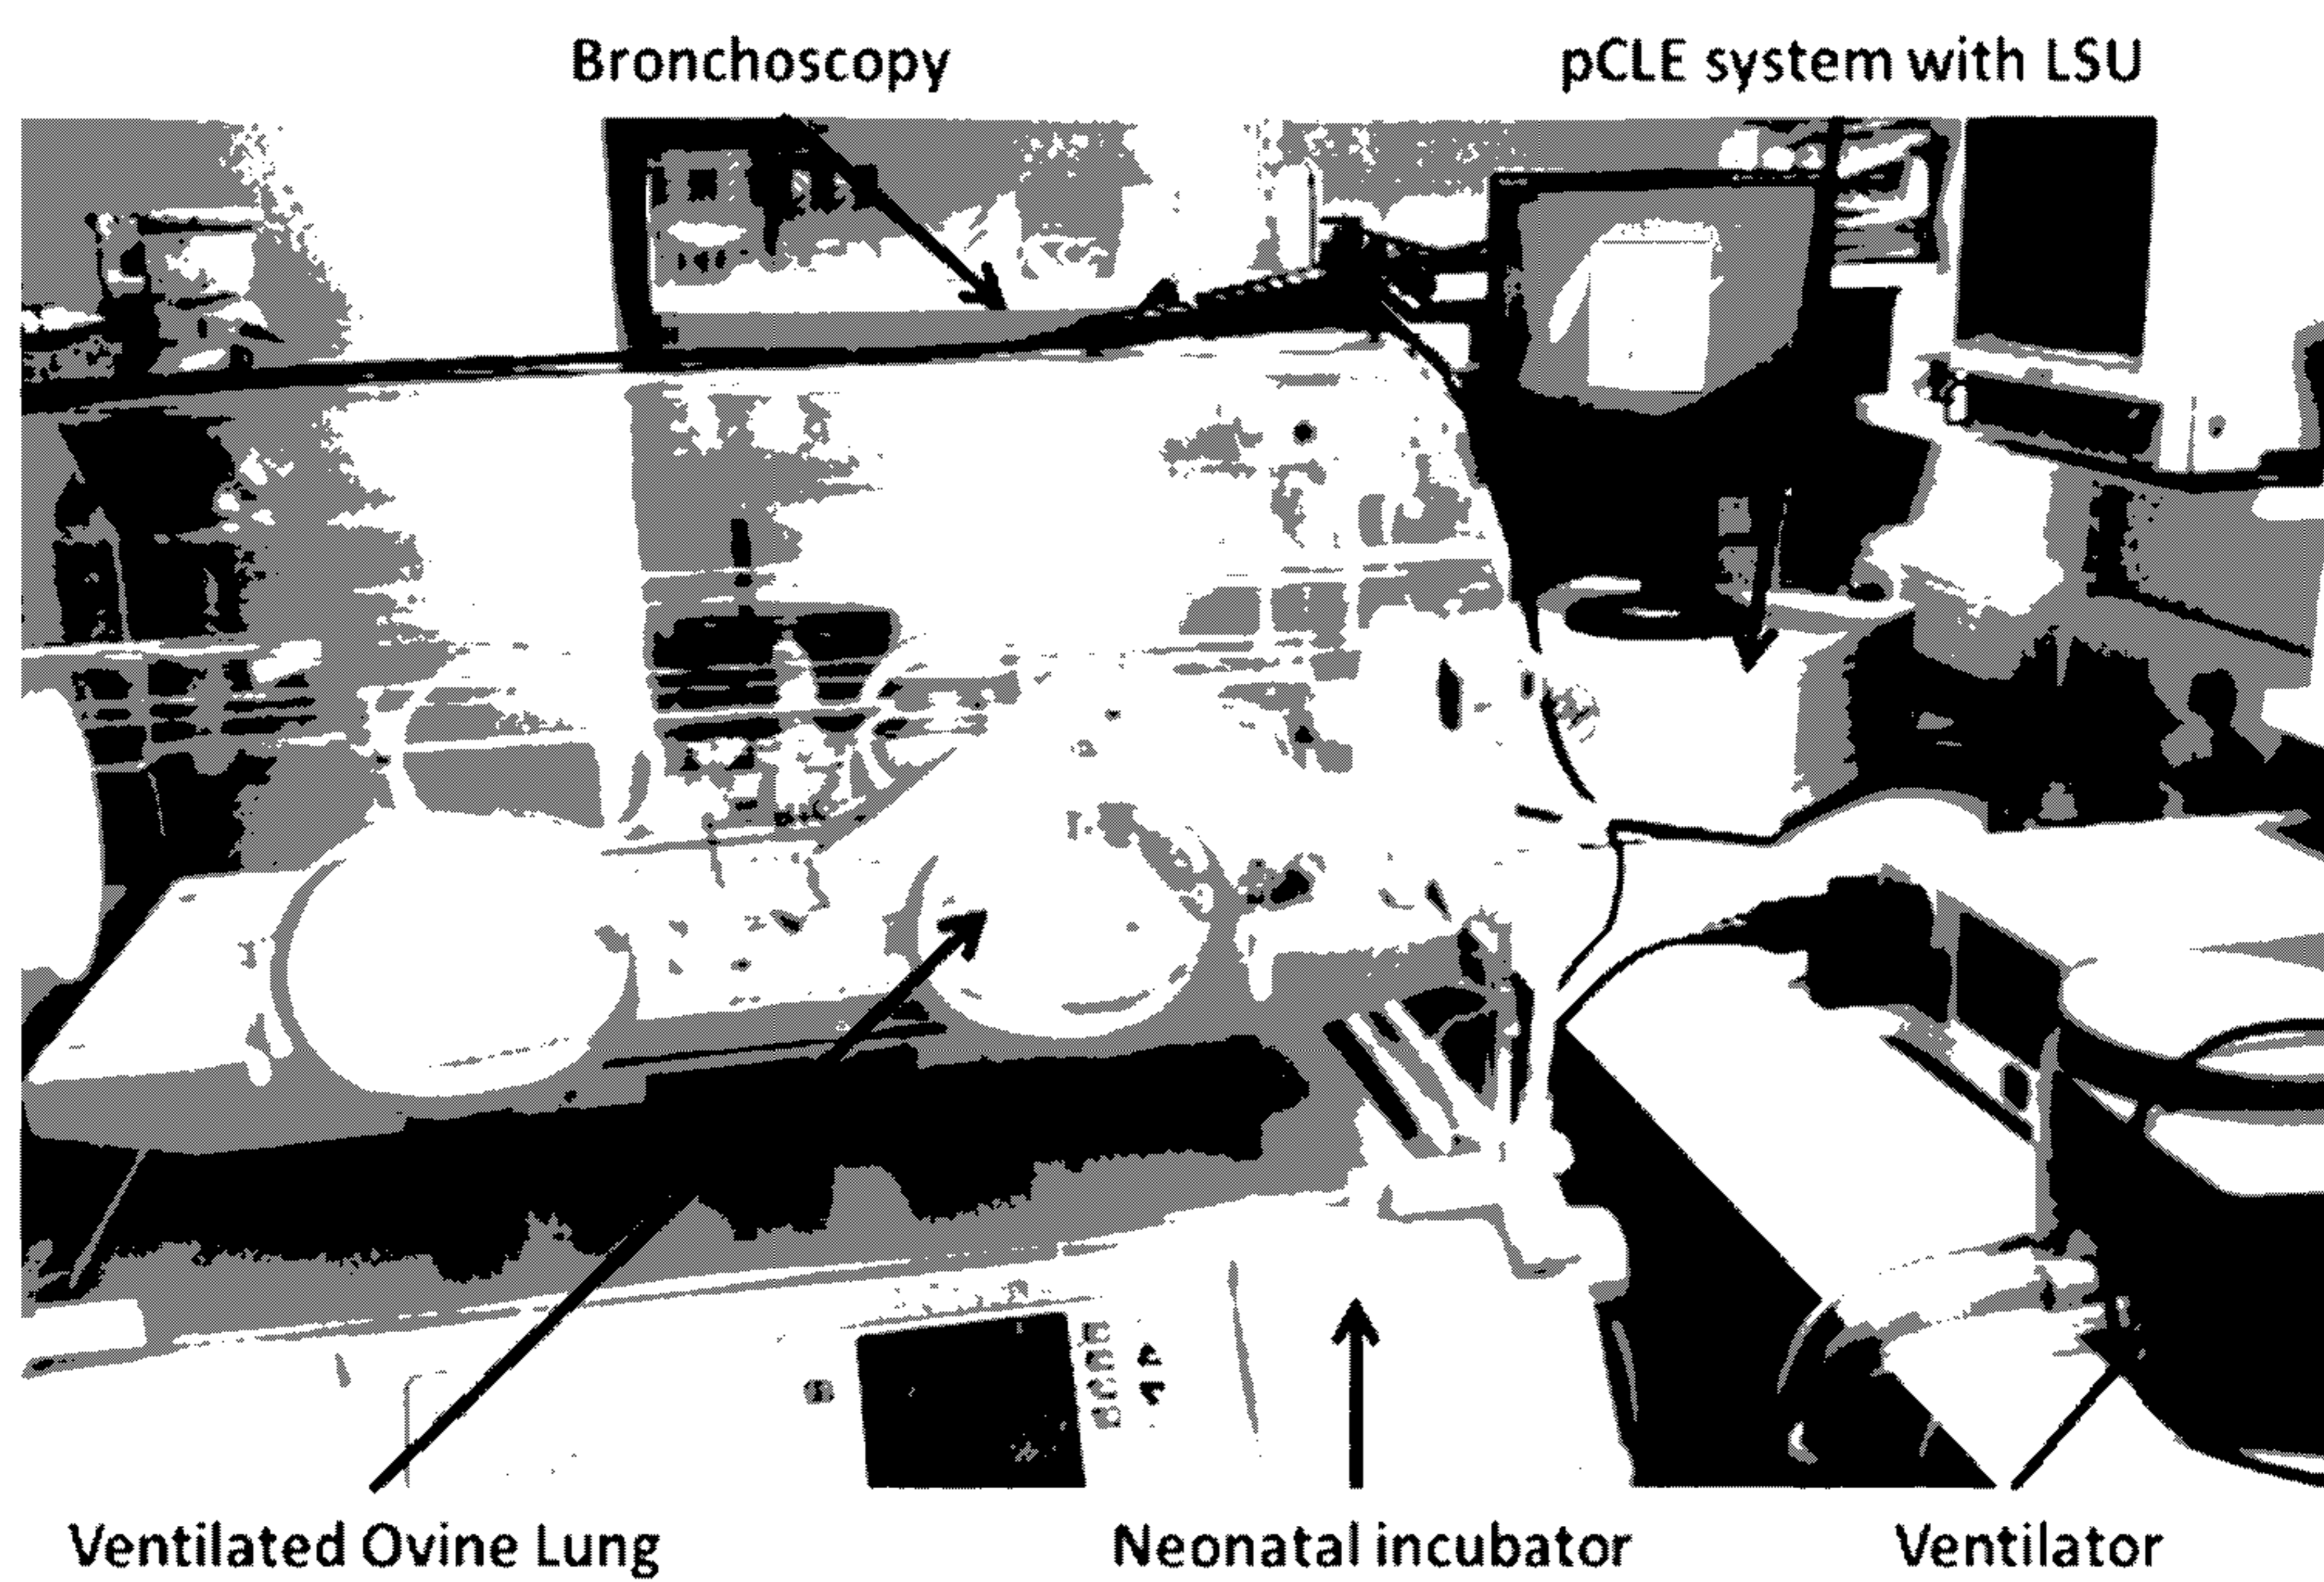 Bronchoscopy
pCLE system with LSU
Ventilated Ovine Lung
Neonatal incubator
Ventilator